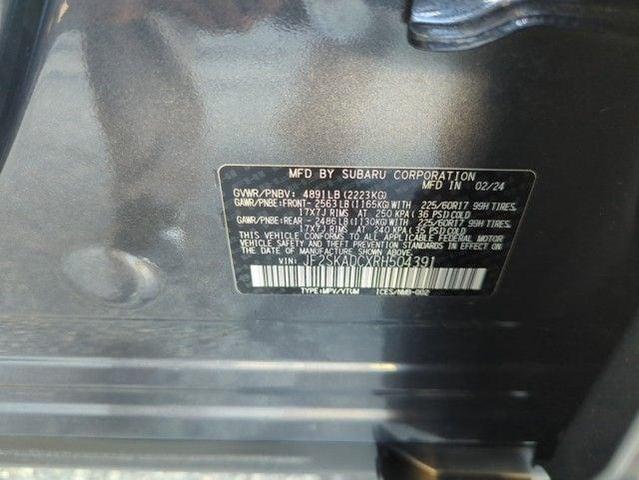 MFD BY SUBARU CORPORATION
MFD IN 02/24
GVWR/PNBV: 4891LB (2223KG)
GAWR/PNBE:FRONT- 2563LB(1165KG)WITH 225/60R17 99H TIRES,
17X7J RIMS AT 250 KPA( 36 PSI)COLD
GAWR/PNBE:REAR - 2486LB(1130KG)WITH 225/60R17 99H TIRES,
17X7J RIMS AT 240 KPA( 35 PSI)COLD
THIS VEHICLE CONFORMS TO ALL APPLICABLE FEDERAL MOTOR
VEHICLE SAFETY AND THEFT PREVENTION STANDARDS IN EFFECT ON
THE DATE OF MANUFACTURE SHOWN ABOVE.
VIN: JF2SKADCXRH504391
TYPE:MPV/VTUM ICES/NMB-002